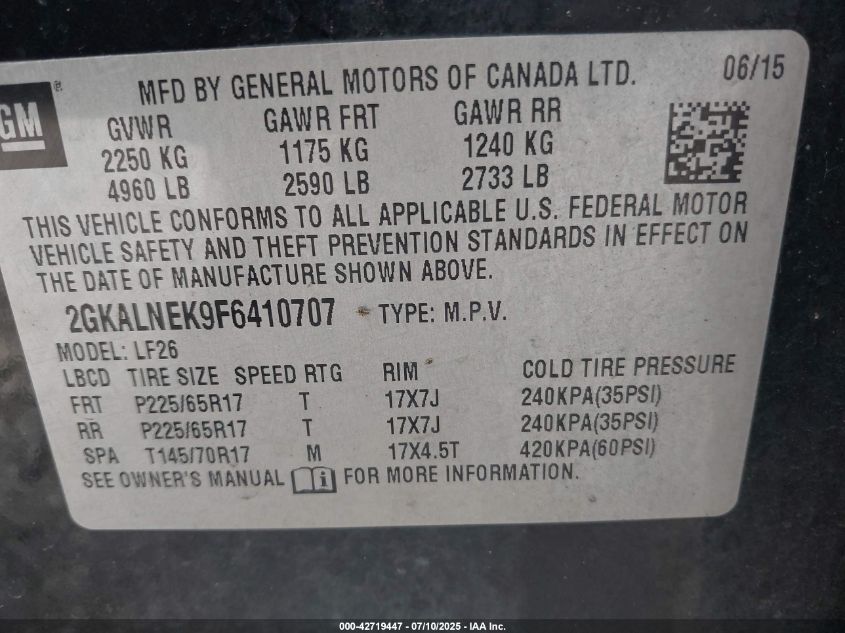 GM ®
MFD BY GENERAL MOTORS OF CANADA LTD. 06/15
GVWR GAWR FRT GAWR RR
2250 KG 1175 KG 1240 KG
4960 LB 2590 LB 2733 LB
THIS VEHICLE CONFORMS TO ALL APPLICABLE U.S. FEDERAL MOTOR
VEHICLE SAFETY AND THEFT PREVENTION STANDARDS IN EFFECT ON
THE DATE OF MANUFACTURE SHOWN ABOVE.
2GKALNEK9F6410707 TYPE: M.P.V.
MODEL: LF26
LBCD TIRE SIZE SPEED RTG RIM COLD TIRE PRESSURE
FRT P225/65R17 T 17X7J 240KPA(35PSI)
RR P225/65R17 T 17X7J 240KPA(35PSI)
SPA T145/70R17 M 17X4.5T 420KPA(60PSI)
SEE OWNER'S MANUAL i FOR MORE INFORMATION.
000-42719447 — 07/10/2025 — IAA Inc.